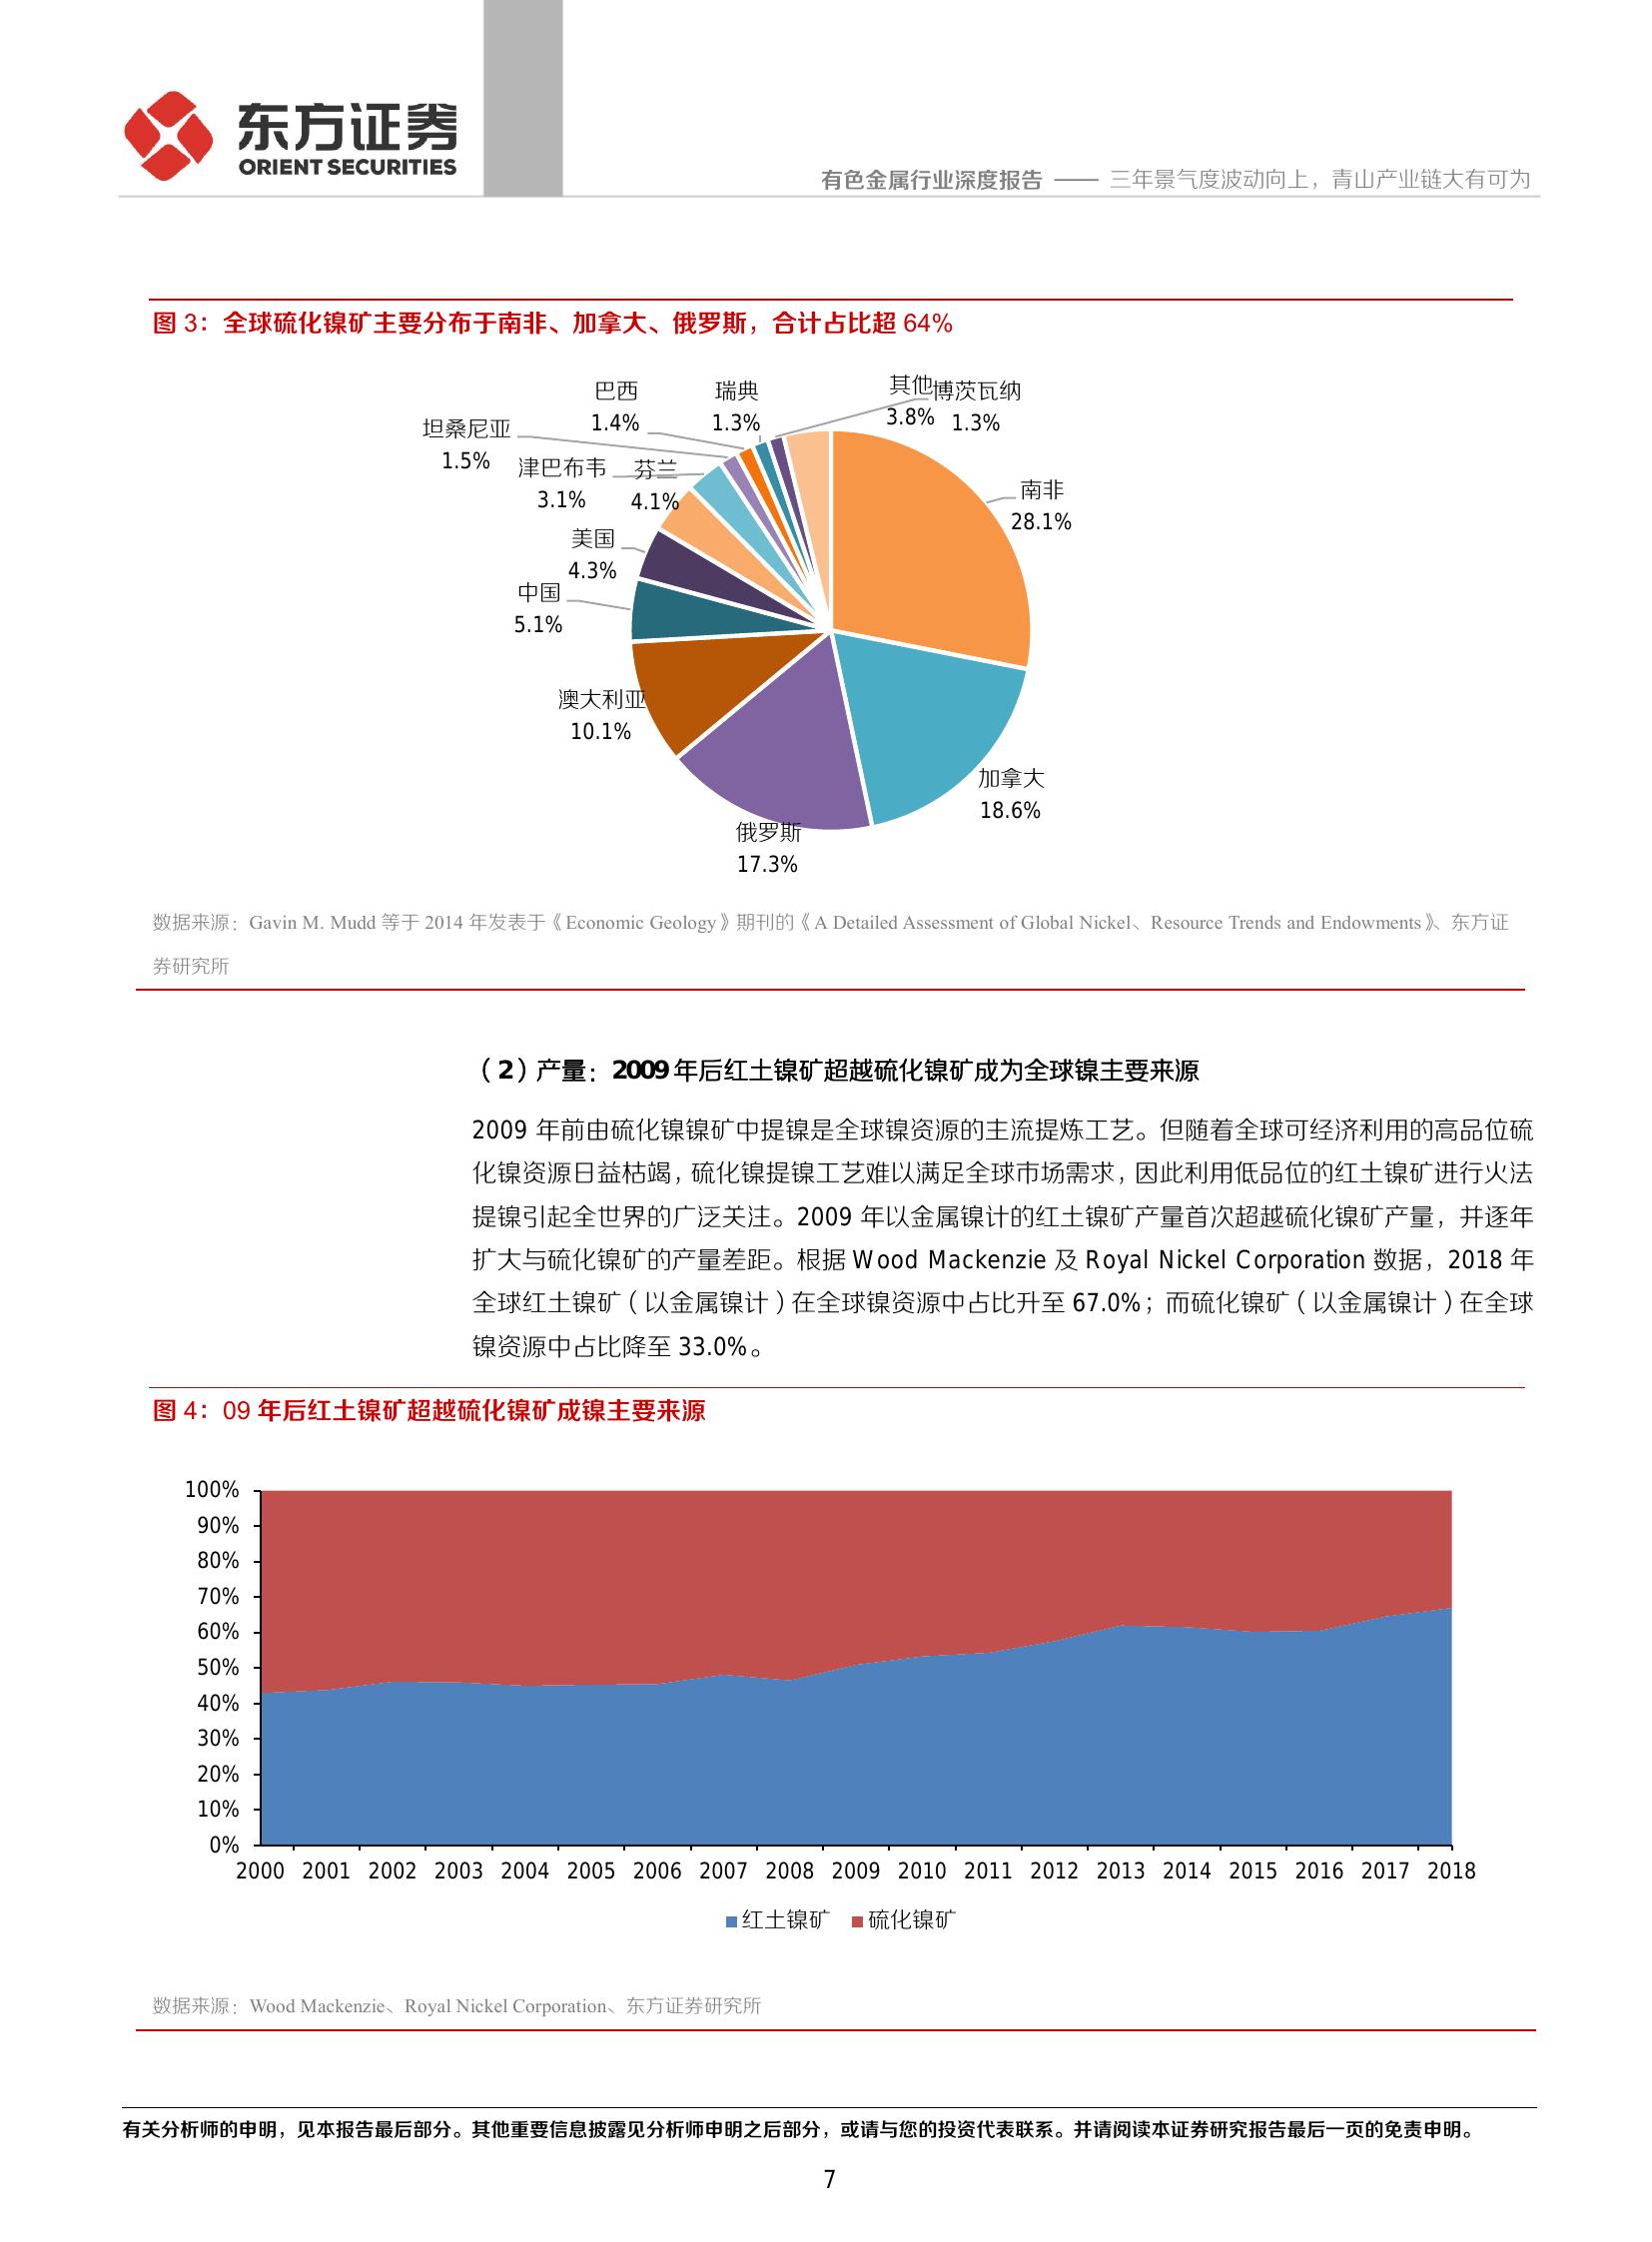 东方证券
ORIENT SECURITIES
有色金属行业深度报告 —— 三年景气度波动向上，青山产业链大有可为
图 3：全球硫化镍矿主要分布于南非、加拿大、俄罗斯，合计占比超 64%
南非
28.1%
加拿大
18.6%
俄罗斯
17.3%
澳大利亚
10.1%
中国
5.1%
美国
4.3%
芬兰
4.1%
津巴布韦
3.1%
坦桑尼亚
1.5%
巴西
1.4%
瑞典
1.3%
博茨瓦纳
1.3%
其他
3.8%
数据来源：Gavin M. Mudd 等于 2014 年发表于《Economic Geology》期刊的《A Detailed Assessment of Global Nickel、Resource Trends and Endowments》、东方证
券研究所
（2）产量：2009 年后红土镍矿超越硫化镍矿成为全球镍主要来源
2009 年前由硫化镍镍矿中提镍是全球镍资源的主流提炼工艺。但随着全球可经济利用的高品位硫
化镍资源日益枯竭，硫化镍提镍工艺难以满足全球市场需求，因此利用低品位的红土镍矿进行火法
提镍引起全世界的广泛关注。2009 年以金属镍计的红土镍矿产量首次超越硫化镍矿产量，并逐年
扩大与硫化镍矿的产量差距。根据 Wood Mackenzie 及 Royal Nickel Corporation 数据，2018 年
全球红土镍矿（以金属镍计）在全球镍资源中占比升至 67.0%；而硫化镍矿（以金属镍计）在全球
镍资源中占比降至 33.0%。
图 4：09 年后红土镍矿超越硫化镍矿成镍主要来源
100%
90%
80%
70%
60%
50%
40%
30%
20%
10%
0%
2000 2001 2002 2003 2004 2005 2006 2007 2008 2009 2010 2011 2012 2013 2014 2015 2016 2017 2018
红土镍矿 硫化镍矿
数据来源：Wood Mackenzie、Royal Nickel Corporation、东方证券研究所
有关分析师的申明，见本报告最后部分。其他重要信息披露见分析师申明之后部分，或请与您的投资代表联系。并请阅读本证券研究报告最后一页的免责申明。
7